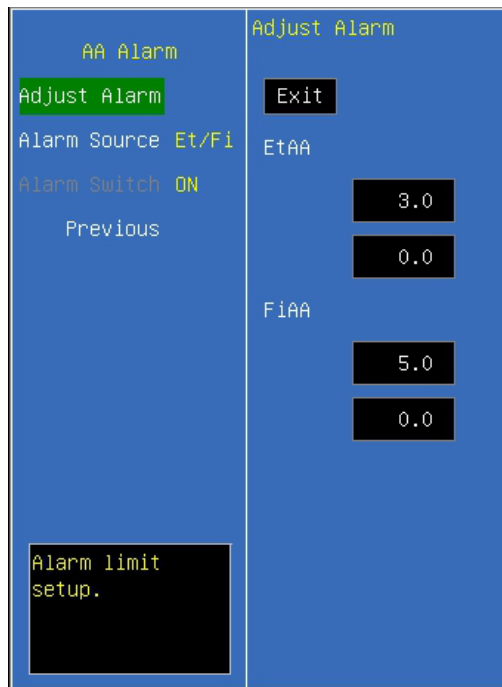 AA Alarm
Adjust Alarm
Alarm Source Et/Fi
Alarm Switch ON
Previous
Alarm limit
setup.
Adjust Alarm
Exit
EtAA
3.0
0.0
FiAA
5.0
0.0